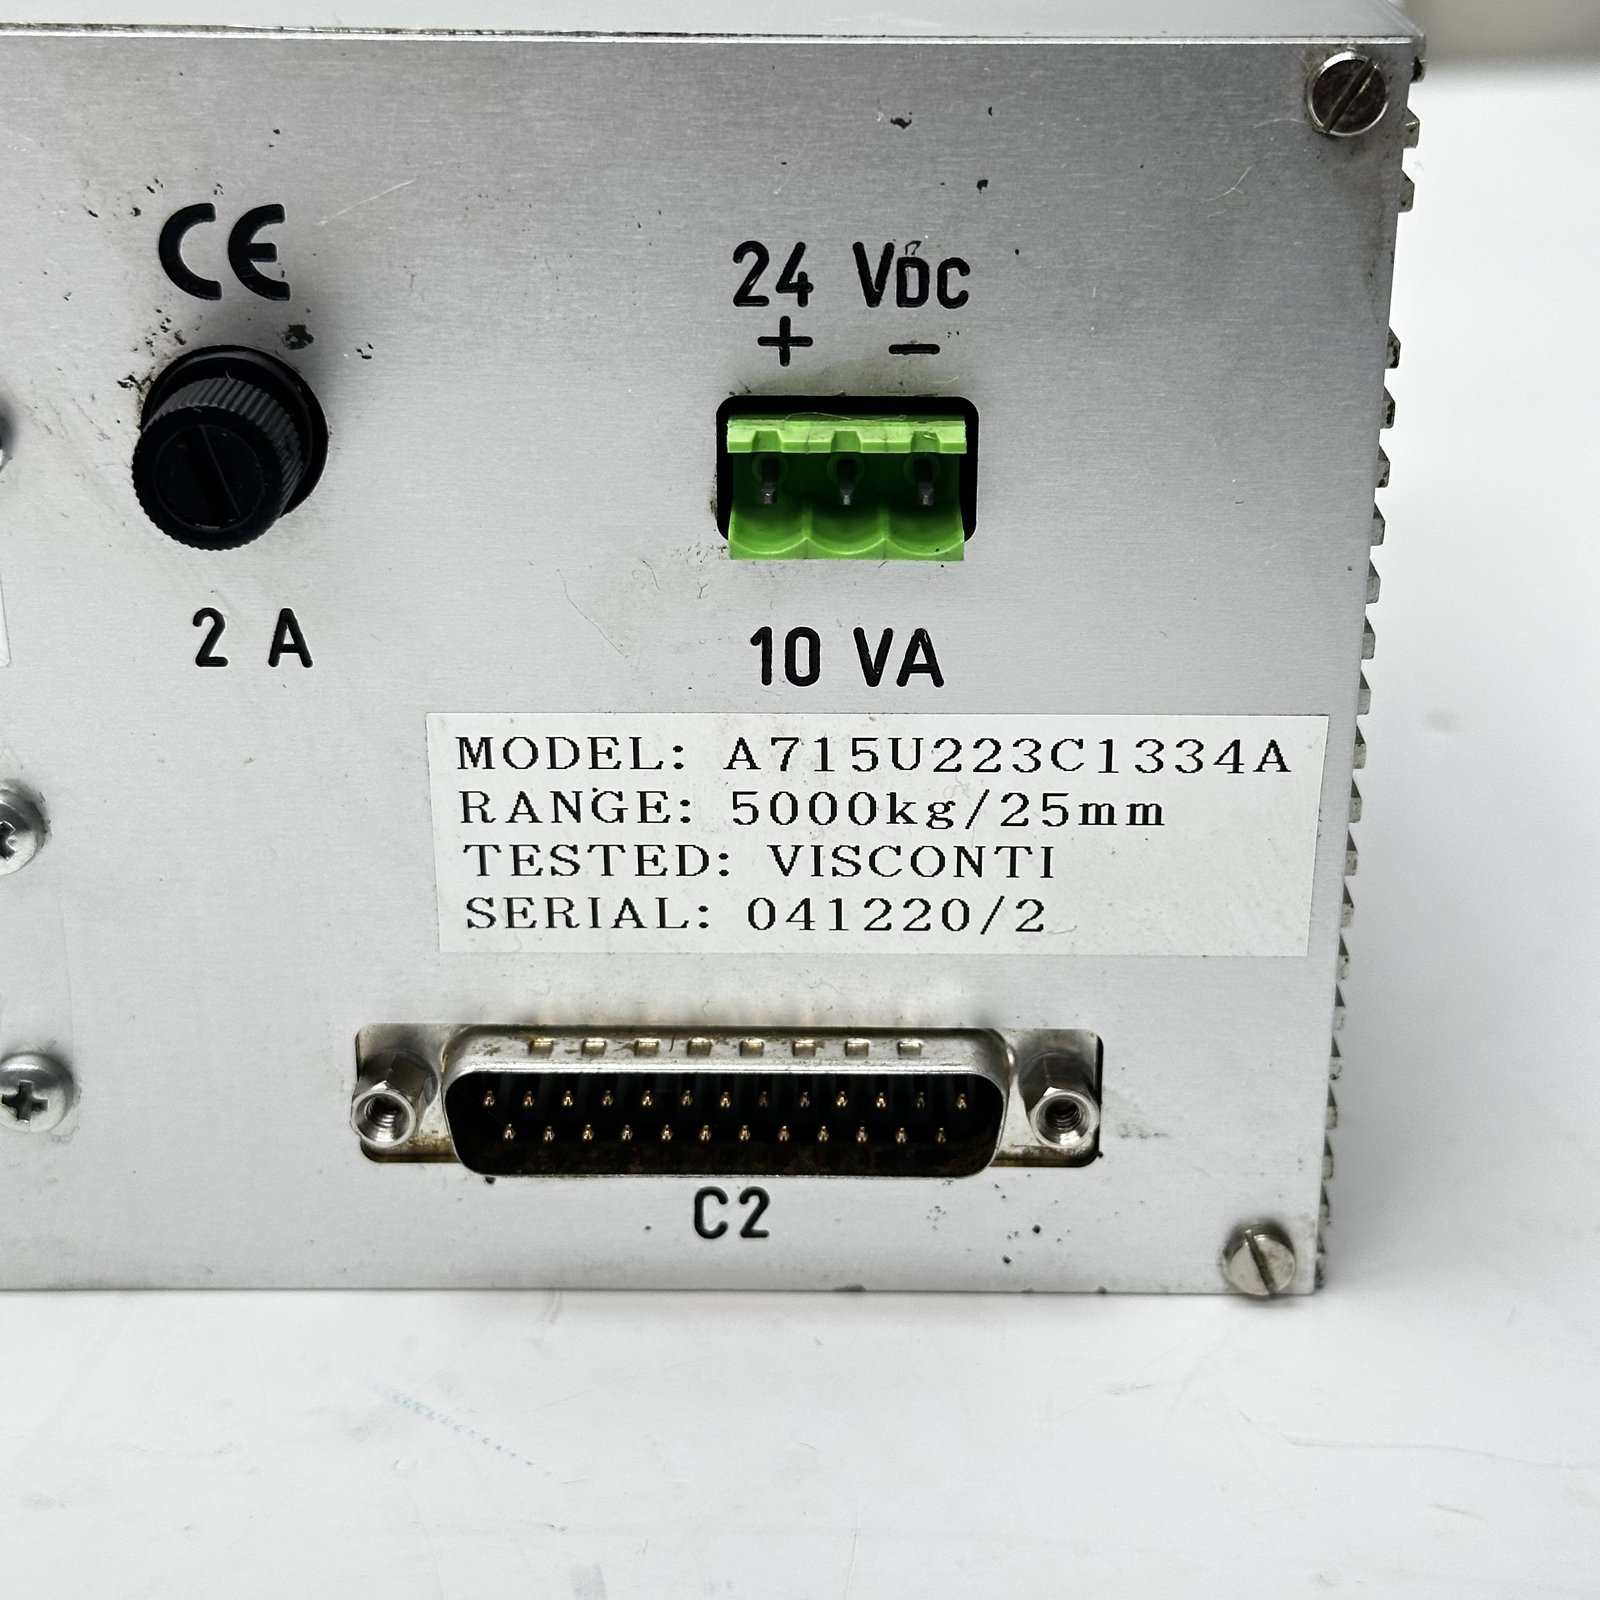 CE
24 VDC
+ −
2 A
10 VA
MODEL: A715U223C1334A
RANGE: 5000kg/25mm
TESTED: VISCONTI
SERIAL: 041220/2
C2